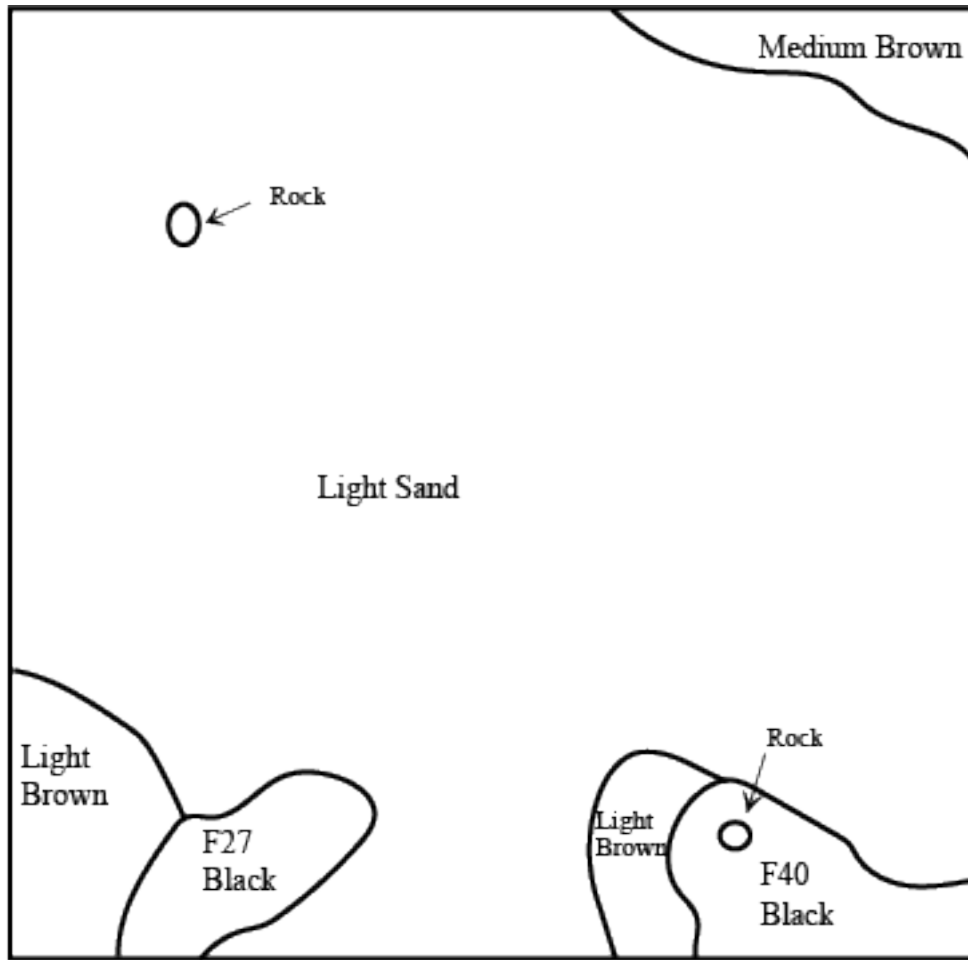 Medium Brown
Rock
Light Sand
Rock
Light
Brown
Light
Brown
F27
Black
F40
Black